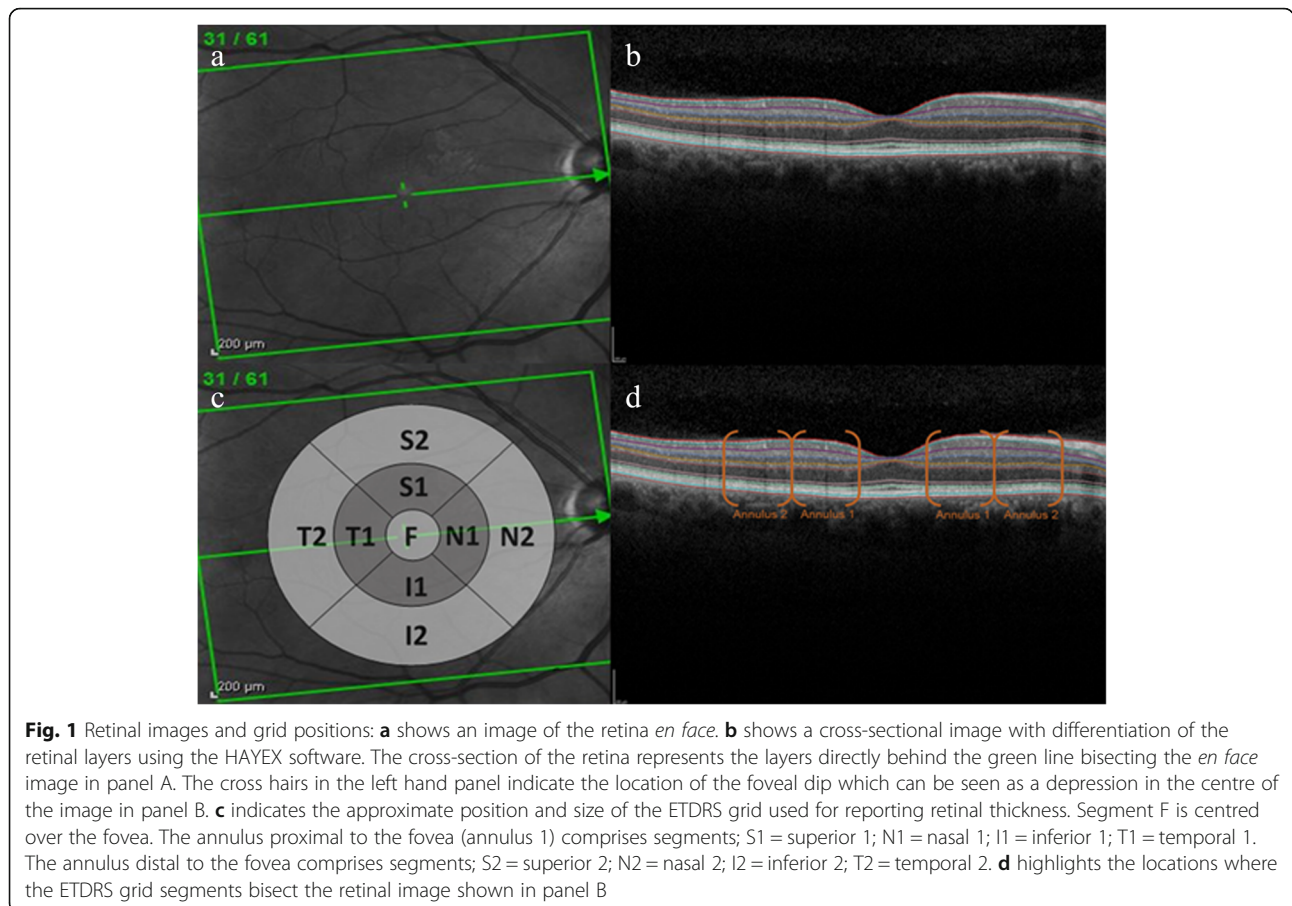 31 / 61
a
b
200 µm
31 / 61
c
d
S2
S1
T2 T1 F N1 N2
I1
I2
200 µm
Annulus 2 Annulus 1 Annulus 1 Annulus 2
Fig. 1 Retinal images and grid positions: a shows an image of the retina en face. b shows a cross-sectional image with differentiation of the
retinal layers using the HAYEX software. The cross-section of the retina represents the layers directly behind the green line bisecting the en face
image in panel A. The cross hairs in the left hand panel indicate the location of the foveal dip which can be seen as a depression in the centre of
the image in panel B. c indicates the approximate position and size of the ETDRS grid used for reporting retinal thickness. Segment F is centred
over the fovea. The annulus proximal to the fovea (annulus 1) comprises segments; S1 = superior 1; N1 = nasal 1; I1 = inferior 1; T1 = temporal 1.
The annulus distal to the fovea comprises segments; S2 = superior 2; N2 = nasal 2; I2 = inferior 2; T2 = temporal 2. d highlights the locations where
the ETDRS grid segments bisect the retinal image shown in panel B